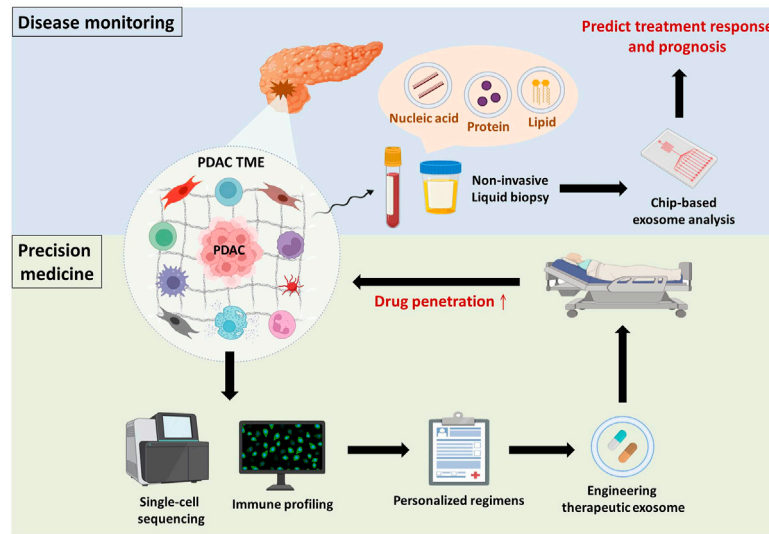 Disease monitoring
Predict treatment response
and prognosis
Nucleic acid
Protein
Lipid
PDAC TME
Non-invasive
Liquid biopsy
Chip-based
exosome analysis
PDAC
Precision
medicine
Drug penetration ↑
Single-cell
sequencing
Immune profiling
Personalized regimens
Engineering
therapeutic exosome